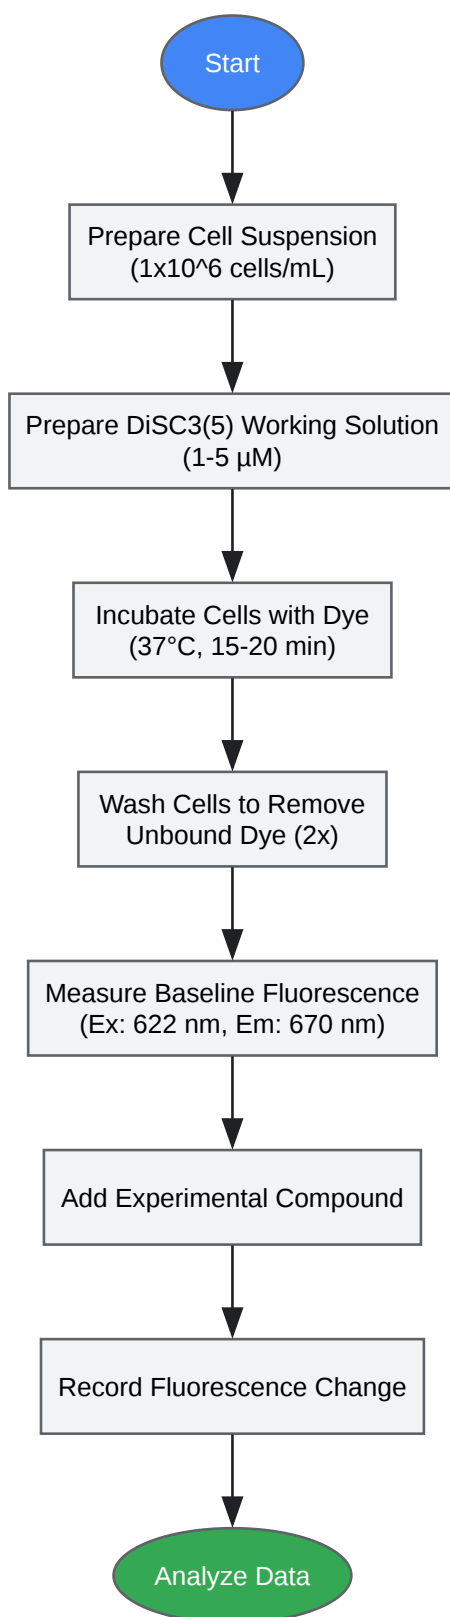 Start
Prepare Cell Suspension
(1x10^6 cells/mL)
Prepare DiSC3(5) Working Solution
(1-5 µM)
Incubate Cells with Dye
(37°C, 15-20 min)
Wash Cells to Remove
Unbound Dye (2x)
Measure Baseline Fluorescence
(Ex: 622 nm, Em: 670 nm)
Add Experimental Compound
Record Fluorescence Change
Analyze Data